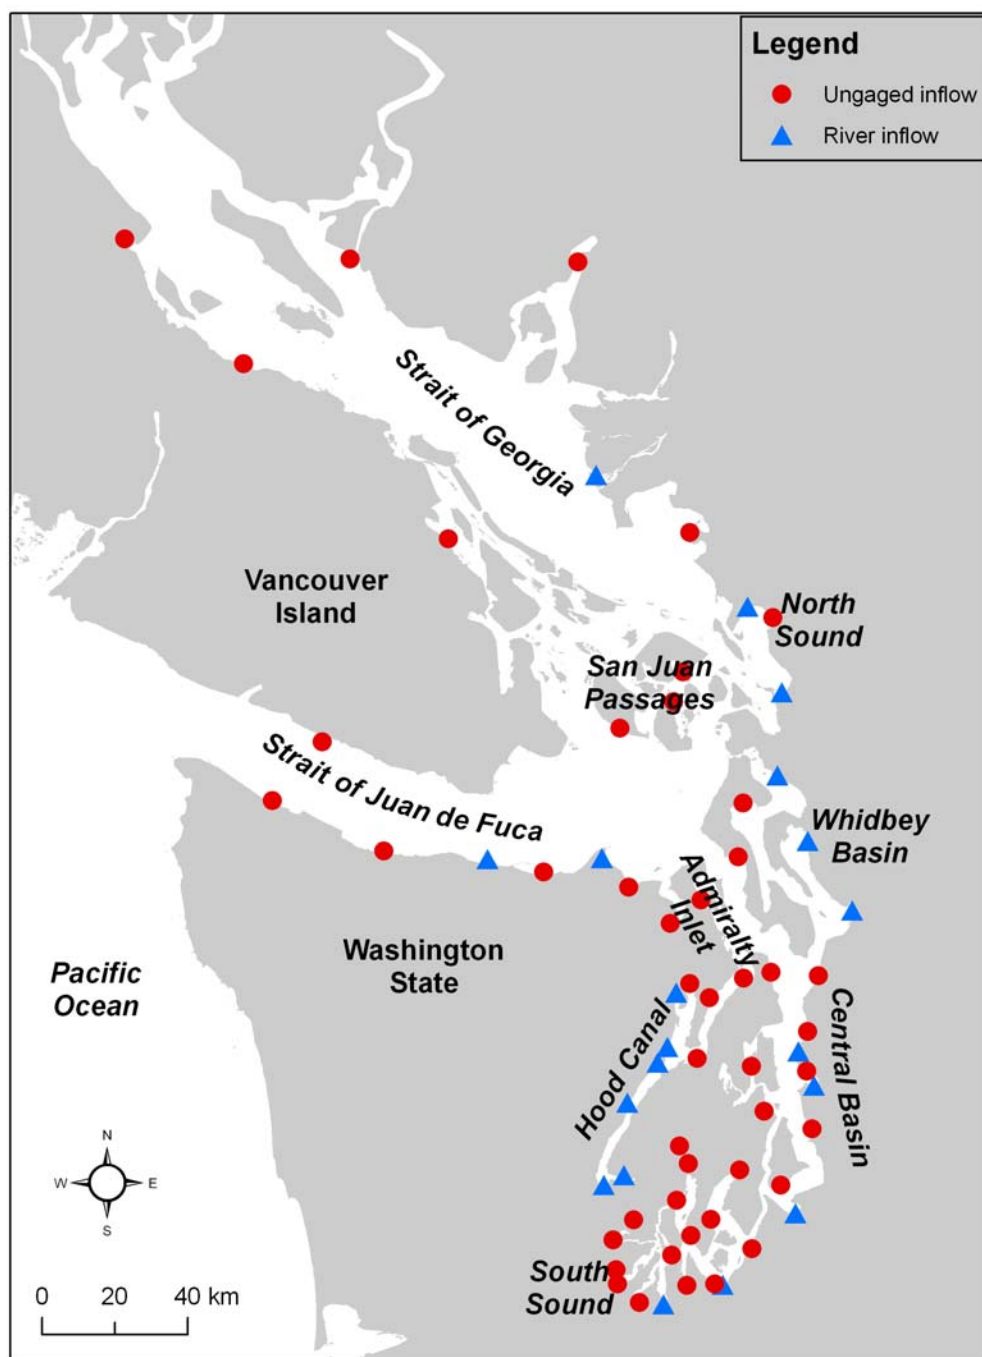 Legend
Ungaged inflow
River inflow
Strait of Georgia
Vancouver
Island
North
Sound
San Juan
Passages
Strait of Juan de Fuca
Whidbey
Basin
Admiralty
Inlet
Washington
State
Pacific
Ocean
Hood Canal
Central Basin
N
W
E
S
South
Sound
0
20
40 km